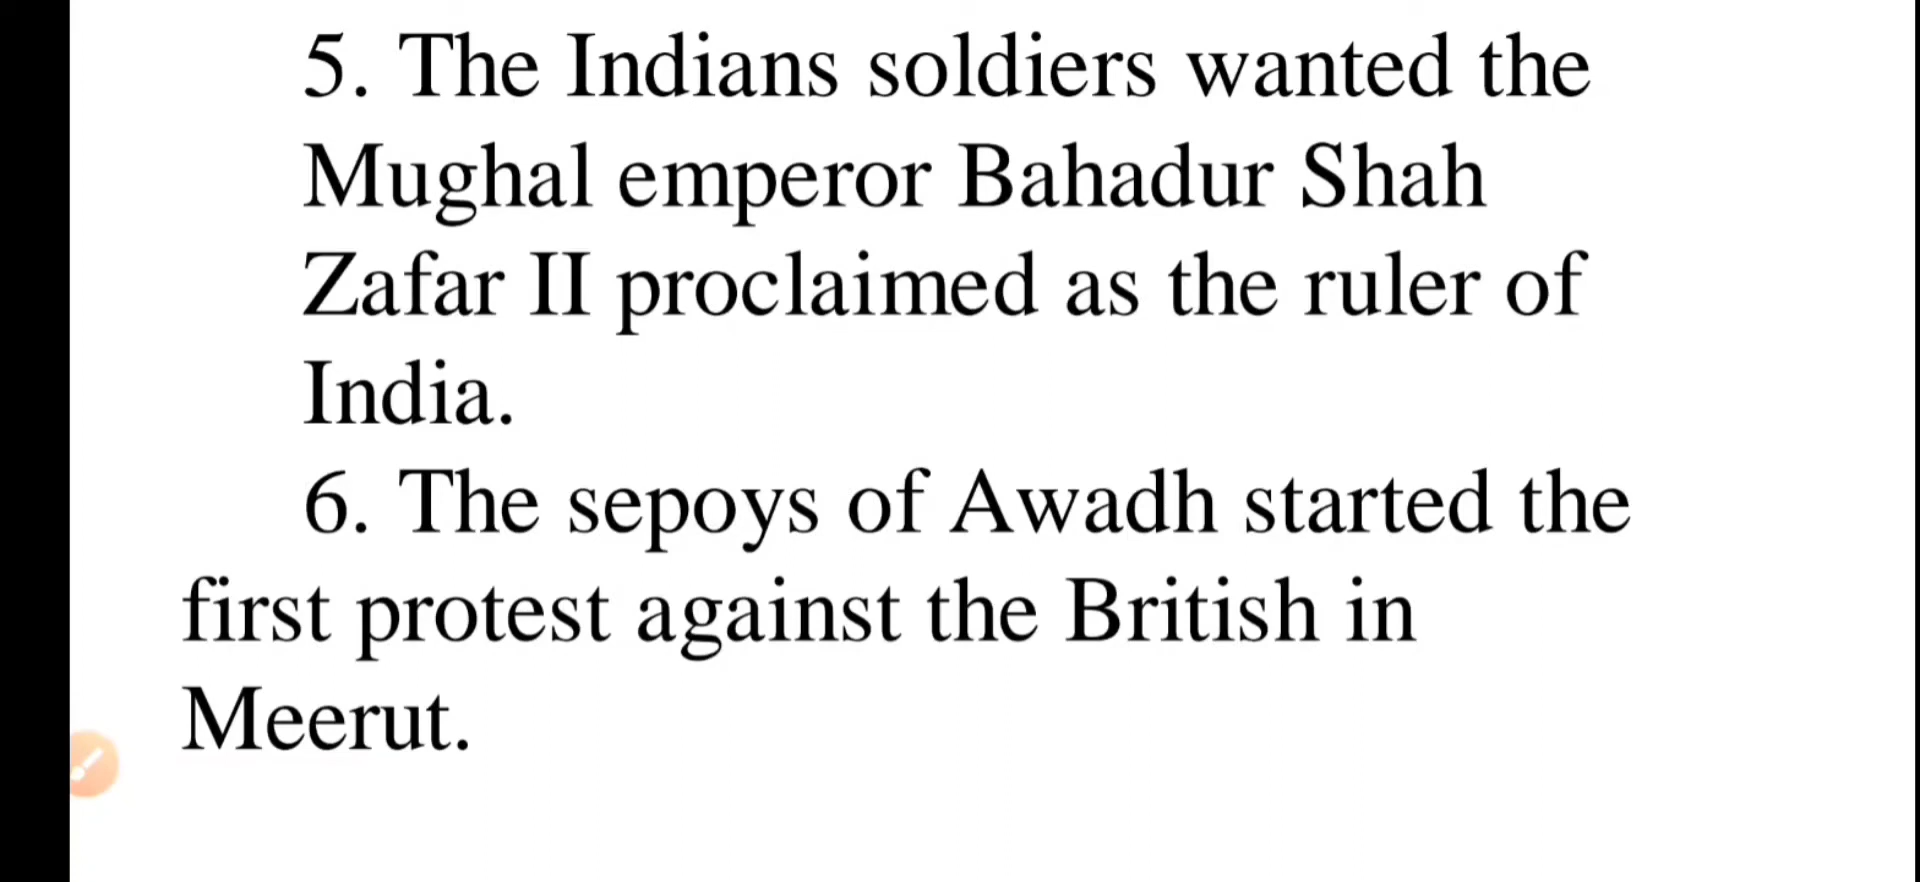 5. The Indians soldiers wanted the
Mughal emperor Bahadur Shah
Zafar II proclaimed as the ruler of
India.
6. The sepoys of Awadh started the
first protest against the British in
Meerut.